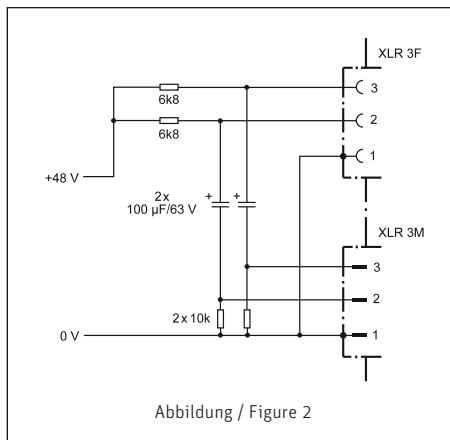 XLR 3F
3
6k8
2
6k8
1
+48 V
2x
100 µF/63 V
+
+
XLR 3M
3
2
2 x 10k
1
0 V
Abbildung / Figure 2